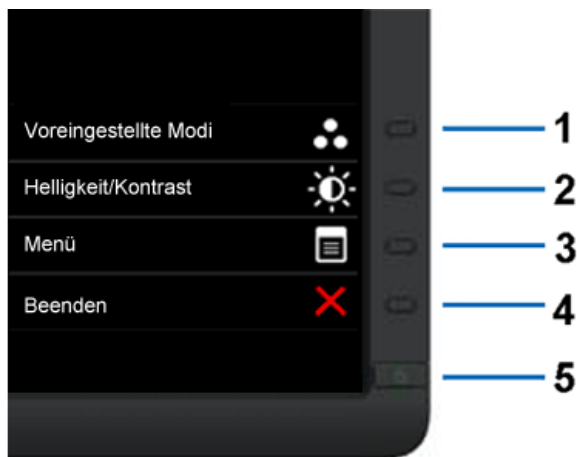 Voreingestellte Modi 1
Helligkeit/Kontrast 2
Menü 3
Beenden 4
5